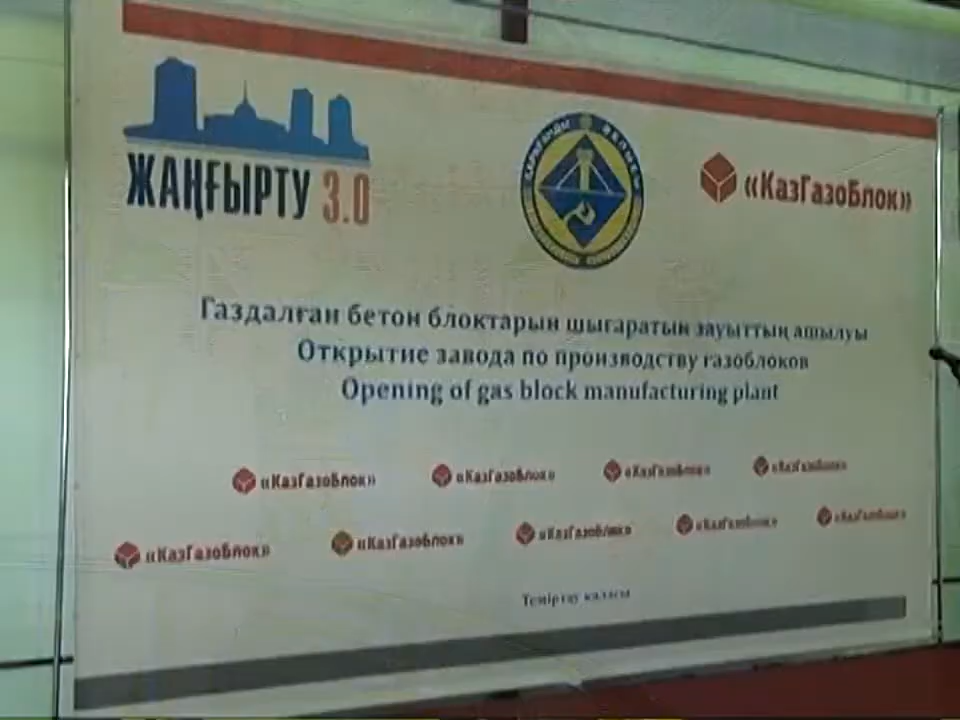 ЖАҢҒЫРТУ 3.0
«КазГазоБлок»
Газдалған бетон блоктарын шығаратын зауыттың ашылуы
Открытие завода по производству газоблоков
Opening of gas block manufacturing plant
«КазГазоБлок» «КазГазоБлок» «КазГазоБлок» «КазГазоБлок»
«КазГазоБлок» «КазГазоБлок» «КазГазоБлок» «КазГазоБлок» «КазГазоБлок»
Теміртау қаласы